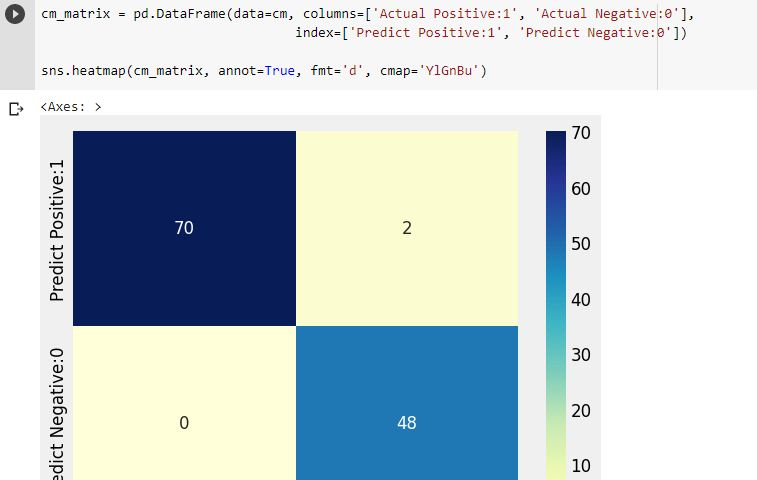 cm_matrix = pd.DataFrame(data=cm, columns=['Actual Positive:1', 'Actual Negative:0'],
index=['Predict Positive:1', 'Predict Negative:0'])
sns.heatmap(cm_matrix, annot=True, fmt='d', cmap='YlGnBu')
<Axes: >
Predict Positive:1
70
2
edict Negative:0
0
48
70
60
50
40
30
20
10